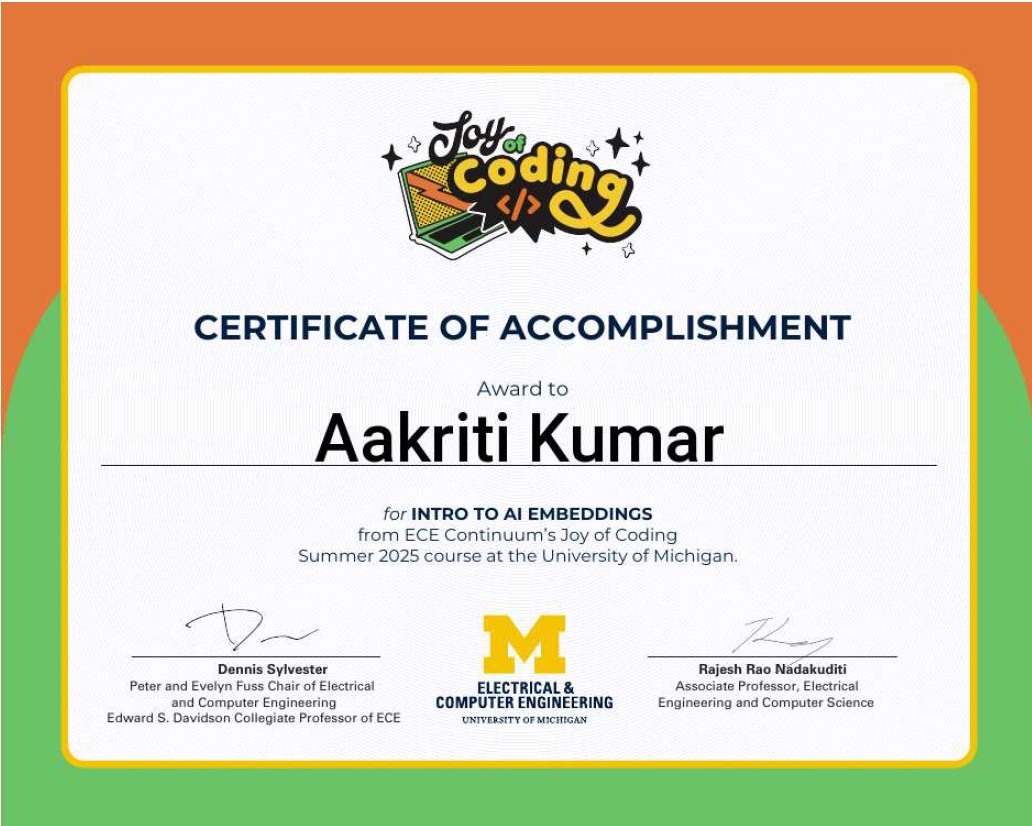 Joy of
Coding
</>
CERTIFICATE OF ACCOMPLISHMENT
Award to
Aakriti Kumar
for INTRO TO AI EMBEDDINGS
from ECE Continuum’s Joy of Coding
Summer 2025 course at the University of Michigan.
Dennis Sylvester
Peter and Evelyn Fuss Chair of Electrical
and Computer Engineering
Edward S. Davidson Collegiate Professor of ECE
M
ELECTRICAL &
COMPUTER ENGINEERING
UNIVERSITY OF MICHIGAN
Rajesh Rao Nadakuditi
Associate Professor, Electrical
Engineering and Computer Science